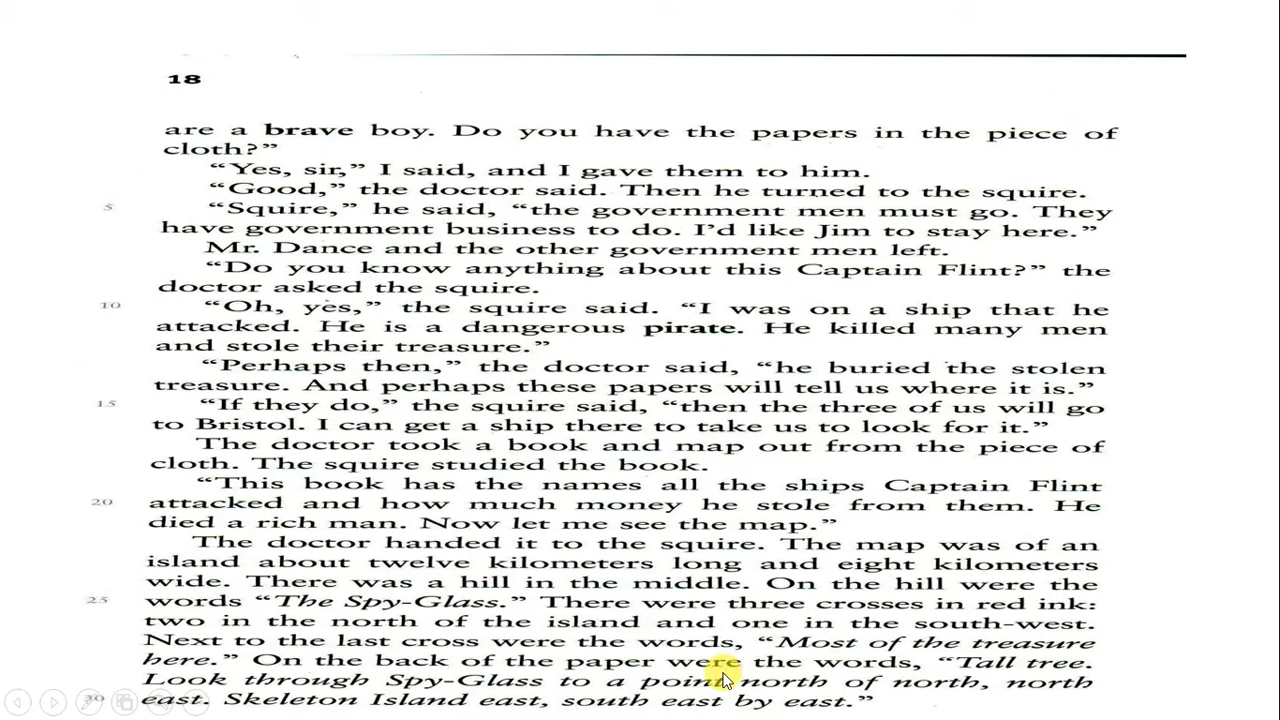 18
are a brave boy. Do you have the papers in the piece of
cloth?”
“Yes, sir,” I said, and I gave them to him.
“Good,” the doctor said. Then he turned to the squire.
5 “Squire,” he said, “the government men must go. They
have government business to do. I’d like Jim to stay here.”
Mr. Dance and the other government men left.
“Do you know anything about this Captain Flint?” the
doctor asked the squire.
10 “Oh, yes,” the squire said. “I was on a ship that he
attacked. He is a dangerous pirate. He killed many men
and stole their treasure.”
“Perhaps then,” the doctor said, “he buried the stolen
treasure. And perhaps these papers will tell us where it is.”
15 “If they do,” the squire said, “then the three of us will go
to Bristol. I can get a ship there to take us to look for it.”
The doctor took a book and map out from the piece of
cloth. The squire studied the book.
“This book has the names all the ships Captain Flint
20 attacked and how much money he stole from them. He
died a rich man. Now let me see the map.”
The doctor handed it to the squire. The map was of an
island about twelve kilometers long and eight kilometers
wide. There was a hill in the middle. On the hill were the
25 words “The Spy-Glass.” There were three crosses in red ink:
two in the north of the island and one in the south-west.
Next to the last cross were the words, “Most of the treasure
here.” On the back of the paper were the words, “Tall tree.
Look through Spy-Glass to a point north of north, north
30 east. Skeleton Island east, south east by east.”